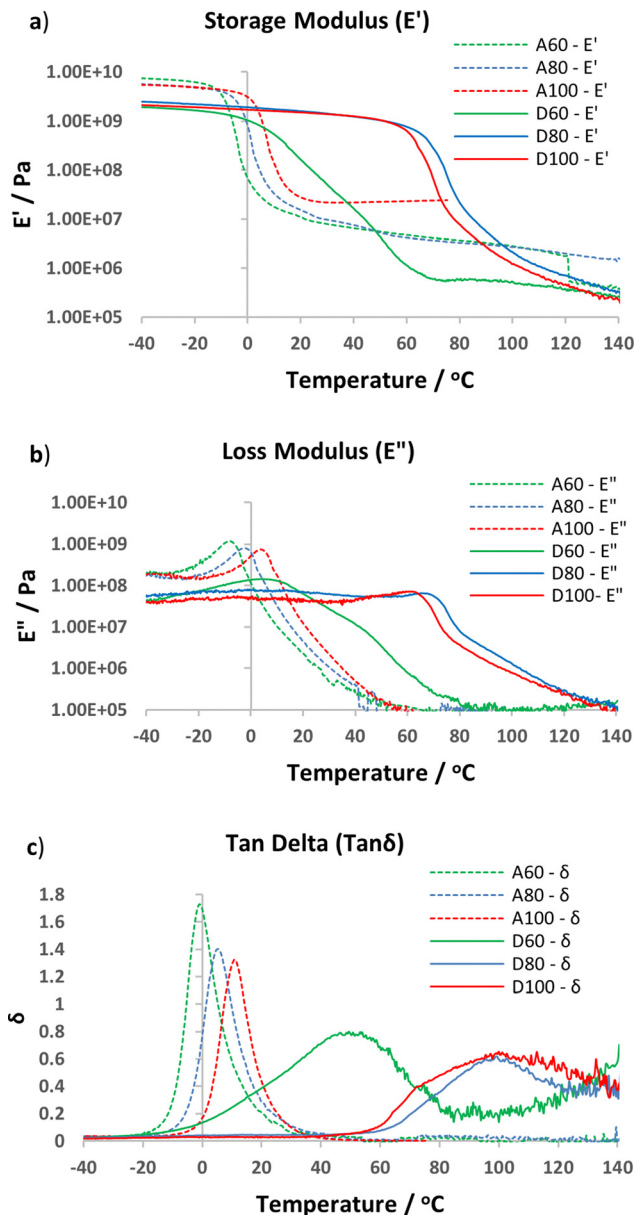 a)
Storage Modulus (E')
A60 - E'
A80 - E'
A100 - E'
D60 - E'
D80 - E'
D100 - E'
1.00E+10
1.00E+09
1.00E+08
1.00E+07
1.00E+06
1.00E+05
E' / Pa
-40 -20 0 20 40 60 80 100 120 140
Temperature / ºC
b)
Loss Modulus (E")
A60 - E"
A80 - E"
A100 - E"
D60 - E"
D80 - E"
D100- E"
1.00E+10
1.00E+09
1.00E+08
1.00E+07
1.00E+06
1.00E+05
E" / Pa
-40 -20 0 20 40 60 80 100 120 140
Temperature / ºC
c)
Tan Delta (Tanδ)
A60 - δ
A80 - δ
A100 - δ
D60 - δ
D80 - δ
D100 - δ
1.8
1.6
1.4
1.2
1
0.8
0.6
0.4
0.2
0
δ
-40 -20 0 20 40 60 80 100 120 140
Temperature / ºC